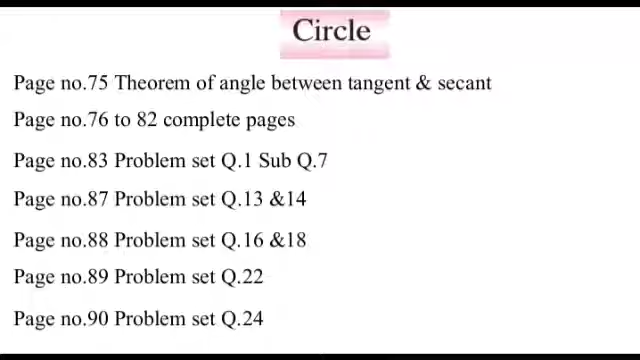 Circle
Page no.75 Theorem of angle between tangent & secant
Page no.76 to 82 complete pages
Page no.83 Problem set Q.1 Sub Q.7
Page no.87 Problem set Q.13 &14
Page no.88 Problem set Q.16 &18
Page no.89 Problem set Q.22
Page no.90 Problem set Q.24